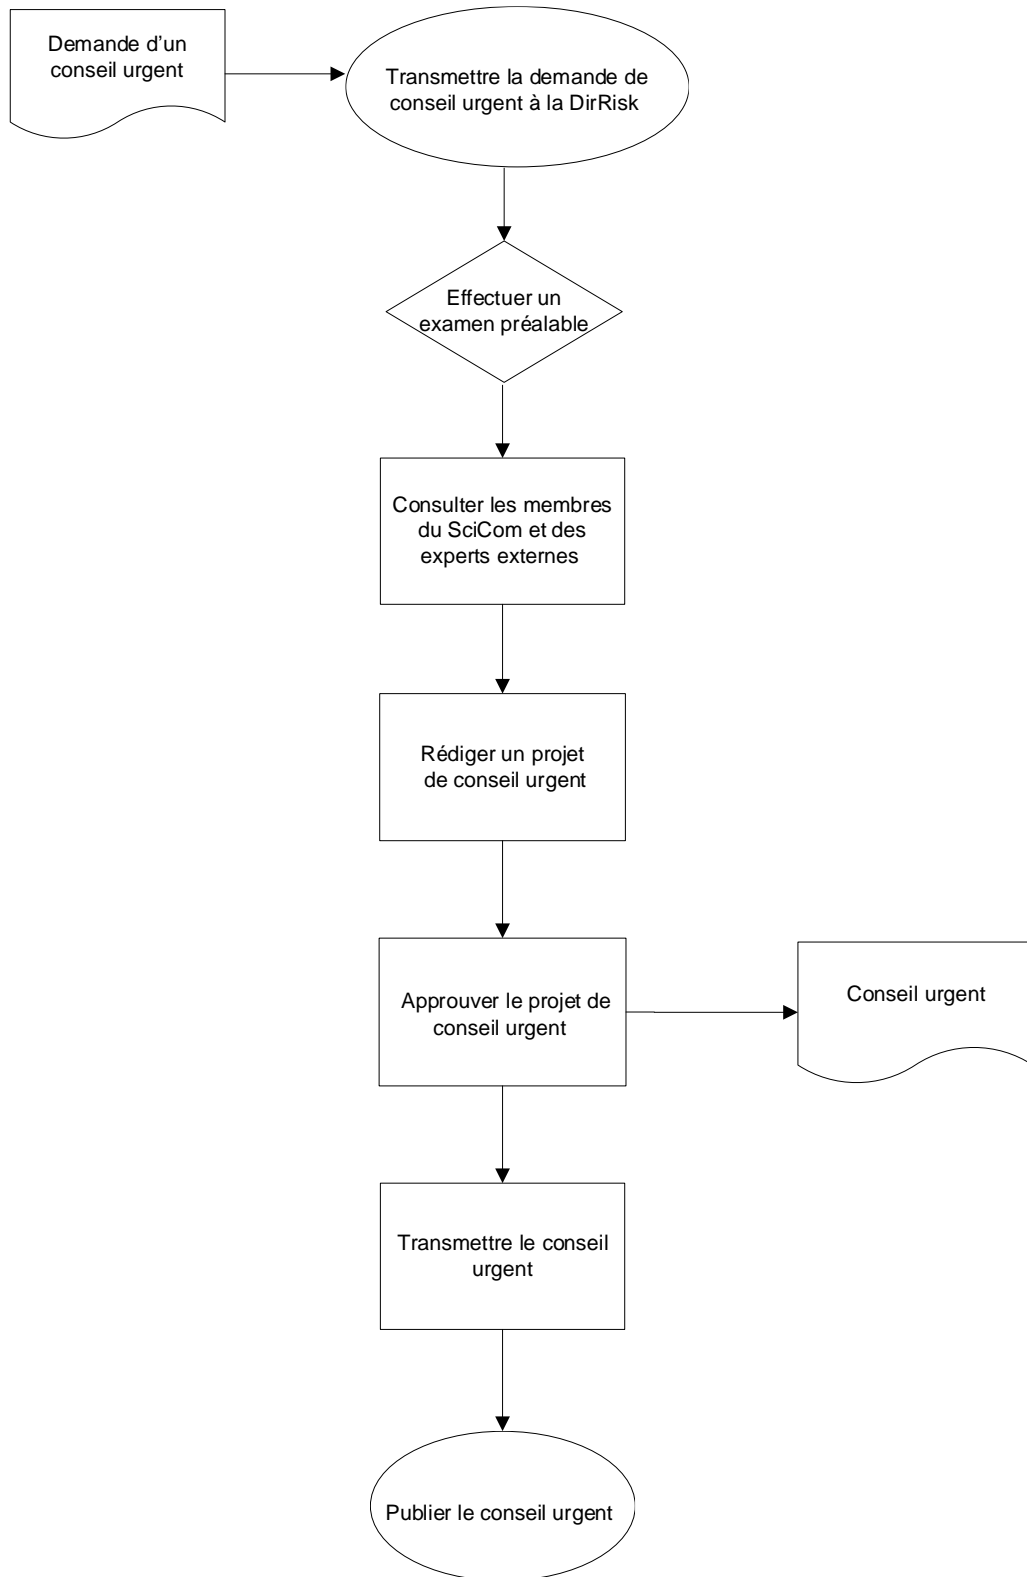 Demande d’un
conseil urgent
Transmettre la demande de
conseil urgent à la DirRisk
Effectuer un
examen préalable
Consulter les membres
du SciCom et des
experts externes
Rédiger un projet
de conseil urgent
Approuver le projet de
conseil urgent
Conseil urgent
Transmettre le conseil
urgent
Publier le conseil urgent